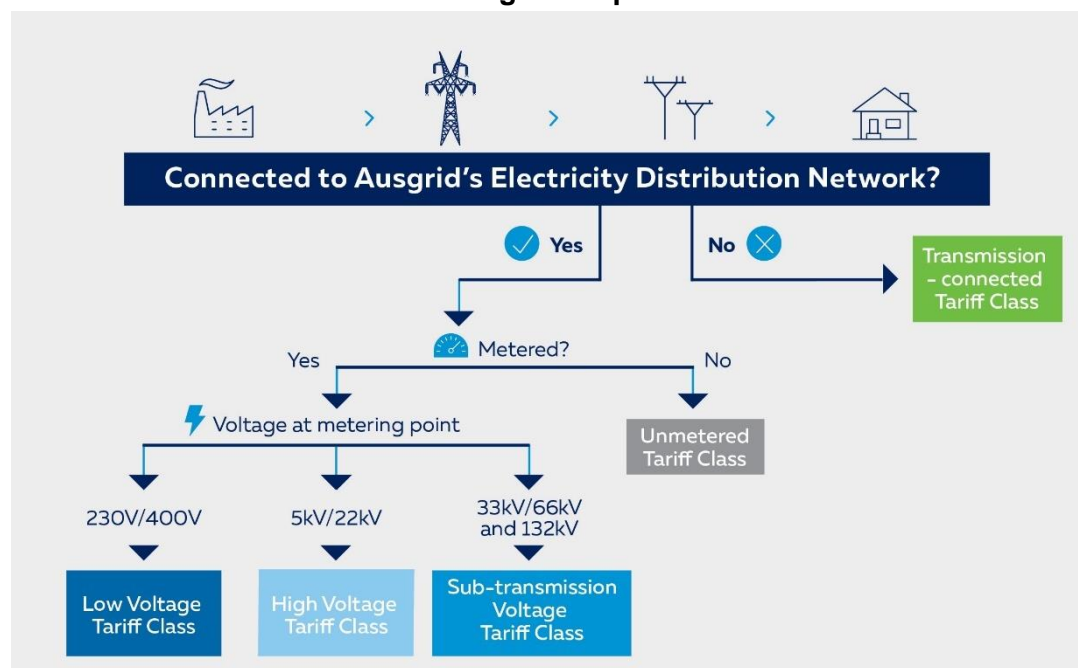 Connected to Ausgrid's Electricity Distribution Network?
Yes
No
Transmission
- connected
Tariff Class
Metered?
Yes
No
Voltage at metering point
Unmetered
Tariff Class
230V/400V
5kV/22kV
33kV/66kV
and 132kV
Low Voltage
Tariff Class
High Voltage
Tariff Class
Sub-transmission
Voltage
Tariff Class